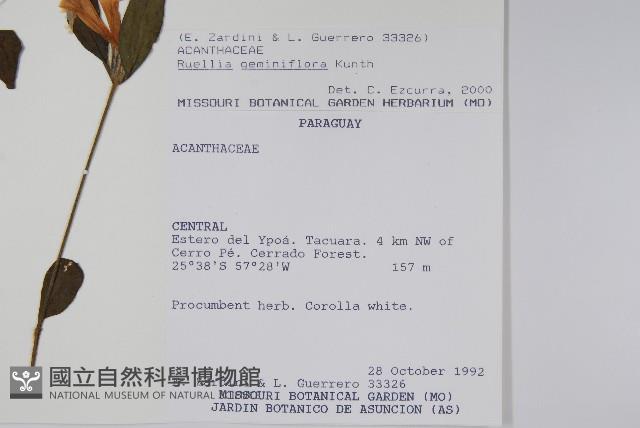 (E. Zardini & L. Guerrero 33326)
ACANTHACEAE
Ruellia geminiflora Kunth
Det. C. Ezcurra, 2000
MISSOURI BOTANICAL GARDEN HERBARIUM (MO)
PARAGUAY
ACANTHACEAE
CENTRAL
Estero del Ypoá. Tacuara. 4 km NW of
Cerro Pé. Cerrado Forest.
25°38'S 57°28'W 157 m
Procumbent herb. Corolla white.
28 October 1992
& L. Guerrero 33326
MISSOURI BOTANICAL GARDEN (MO)
JARDIN BOTANICO DE ASUNCION (AS)
國立自然科學博物館
NATIONAL MUSEUM OF NATURAL